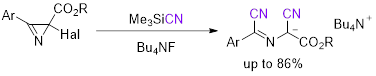 CO₂R
Ar
N
Hal
Me₃SiCN
Bu₄NF
CN CN
Ar N CO₂R
−
Bu₄N⁺
up to 86%